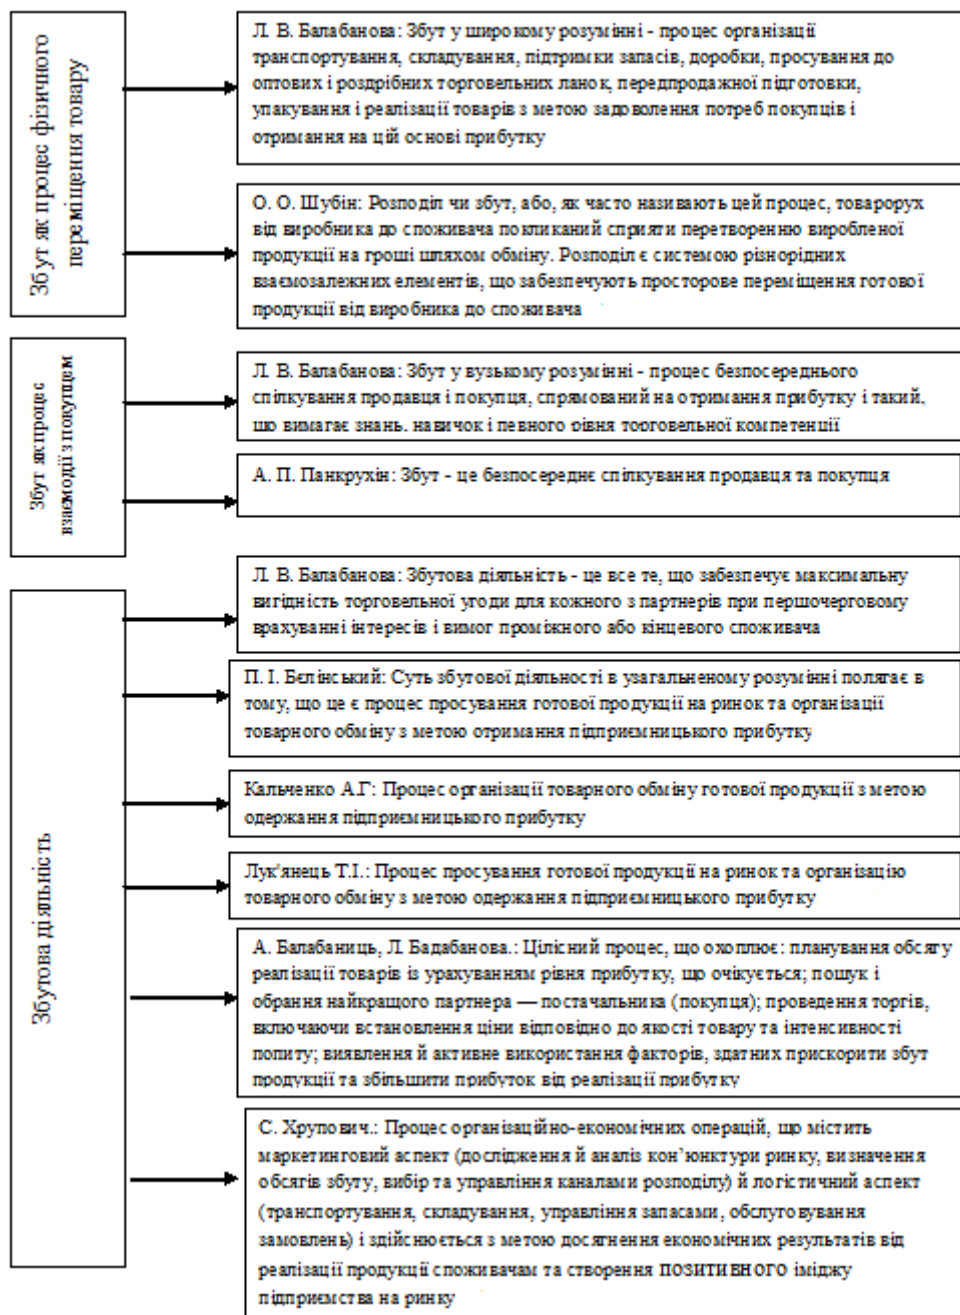 Збут як процес фізичного
переміщення товару
Л. В. Балабанова: Збут у широкому розумінні - процес організації
транспортування, складування, підтримки запасів, доробки, просування до
оптових і роздрібних торговельних ланок, передпродажної підготовки,
упакування і реалізації товарів з метою задоволення потреб покупців і
отримання на цій основі прибутку
О. О. Шубін: Розподіл чи збут, або, як часто називають цей процес, товарорух
від виробника до споживача покликаний сприяти перетворенню виробленої
продукції на гроші шляхом обміну. Розподіл є системою різнорідних
взаємозалежних елементів, що забезпечують просторове переміщення готової
продукції від виробника до споживача
Збут як процес
взаємодії з покупцем
Л. В. Балабанова: Збут у вузькому розумінні - процес безпосереднього
спілкування продавця і покупця, спрямований на отримання прибутку і такий,
що вимагає знань, навичок і певного рівня торговельної компетенції
А. П. Панкрухін: Збут - це безпосереднє спілкування продавця та покупця
Збутова діяльність
Л. В. Балабанова: Збутова діяльність - це все те, що забезпечує максимальну
вигідність торговельної угоди для кожного з партнерів при першочерговому
врахуванні інтересів і вимог проміжного або кінцевого споживача
П. І. Бєлінський: Суть збутової діяльності в узагальненому розумінні полягає в
тому, що це є процес просування готової продукції на ринок та організації
товарного обміну з метою отримання підприємницького прибутку
Кальченко А.Г: Процес організації товарного обміну готової продукції з метою
одержання підприємницького прибутку
Лук'янець Т.І.: Процес просування готової продукції на ринок та організацію
товарного обміну з метою одержання підприємницького прибутку
А. Балабаниць, Л. Бадабанова.: Цілісний процес, що охоплює: планування обсягу
реалізації товарів із урахуванням рівня прибутку, що очікується; пошук і
обрання найкращого партнера — постачальника (покупця); проведення торгів,
включаючи встановлення ціни відповідно до якості товару та інтенсивності
попиту; виявлення й активне використання факторів, здатних прискорити збут
продукції та збільшити прибуток від реалізації прибутку
С. Хрупович.: Процес організаційно-економічних операцій, що містить
маркетинговий аспект (дослідження й аналіз кон’юнктури ринку, визначення
обсягів збуту, вибір та управління каналами розподілу) й логістичний аспект
(транспортування, складування, управління запасами, обслуговування
замовлень) і здійснюється з метою досягнення економічних результатів від
реалізації продукції споживачам та створення ПОЗИТИВНОГО іміджу
підприємства на ринку